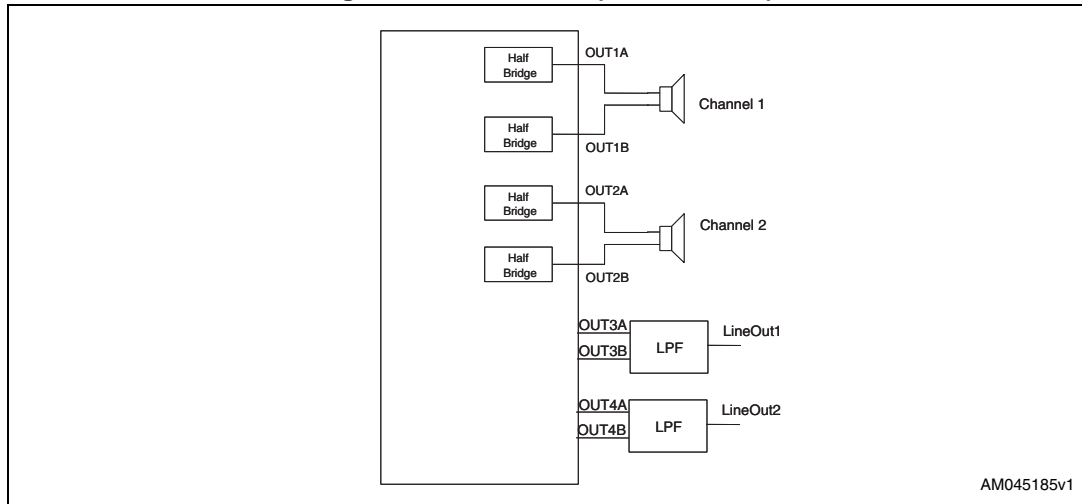 Half
Bridge
OUT1A
Channel 1
Half
Bridge
OUT1B
Half
Bridge
OUT2A
Channel 2
Half
Bridge
OUT2B
OUT3A
OUT3B
LPF
LineOut1
OUT4A
OUT4B
LPF
LineOut2
AM045185v1